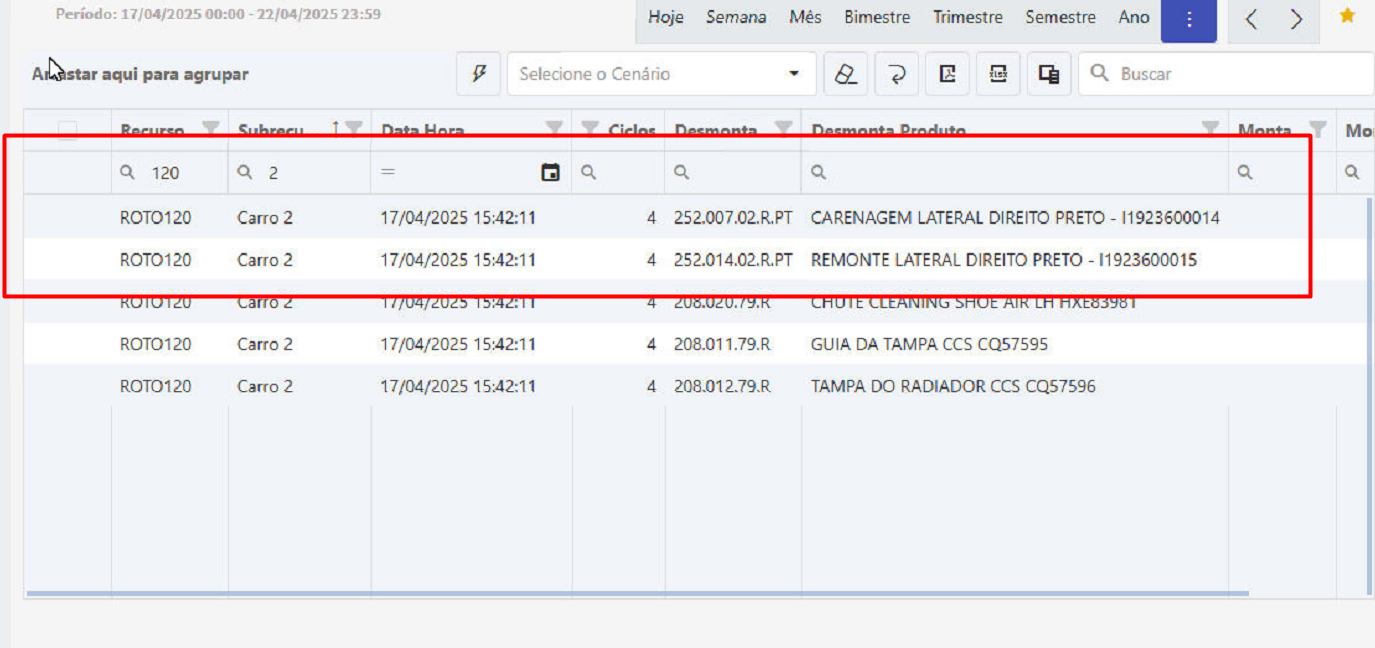 Período: 17/04/2025 00:00 - 22/04/2025 23:59
Hoje Semana Mês Bimestre Trimestre Semestre Ano
Arrastar aqui para agrupar Selecione o Cenário XLSX Buscar
Recurso Subrecu Data Hora Ciclos Desmonta Desmonta Produto Monta Mo
120 2 =
ROTO120 Carro 2 17/04/2025 15:42:11 4 252.007.02.R.PT CARENAGEM LATERAL DIREITO PRETO - I1923600014
ROTO120 Carro 2 17/04/2025 15:42:11 4 252.014.02.R.PT REMONTE LATERAL DIREITO PRETO - I1923600015
ROTO120 Carro 2 17/04/2025 15:42:11 4 208.020.79.R CHUTE CLEANING SHOE AIR LH HXE83981
ROTO120 Carro 2 17/04/2025 15:42:11 4 208.011.79.R GUIA DA TAMPA CCS CQ57595
ROTO120 Carro 2 17/04/2025 15:42:11 4 208.012.79.R TAMPA DO RADIADOR CCS CQ57596